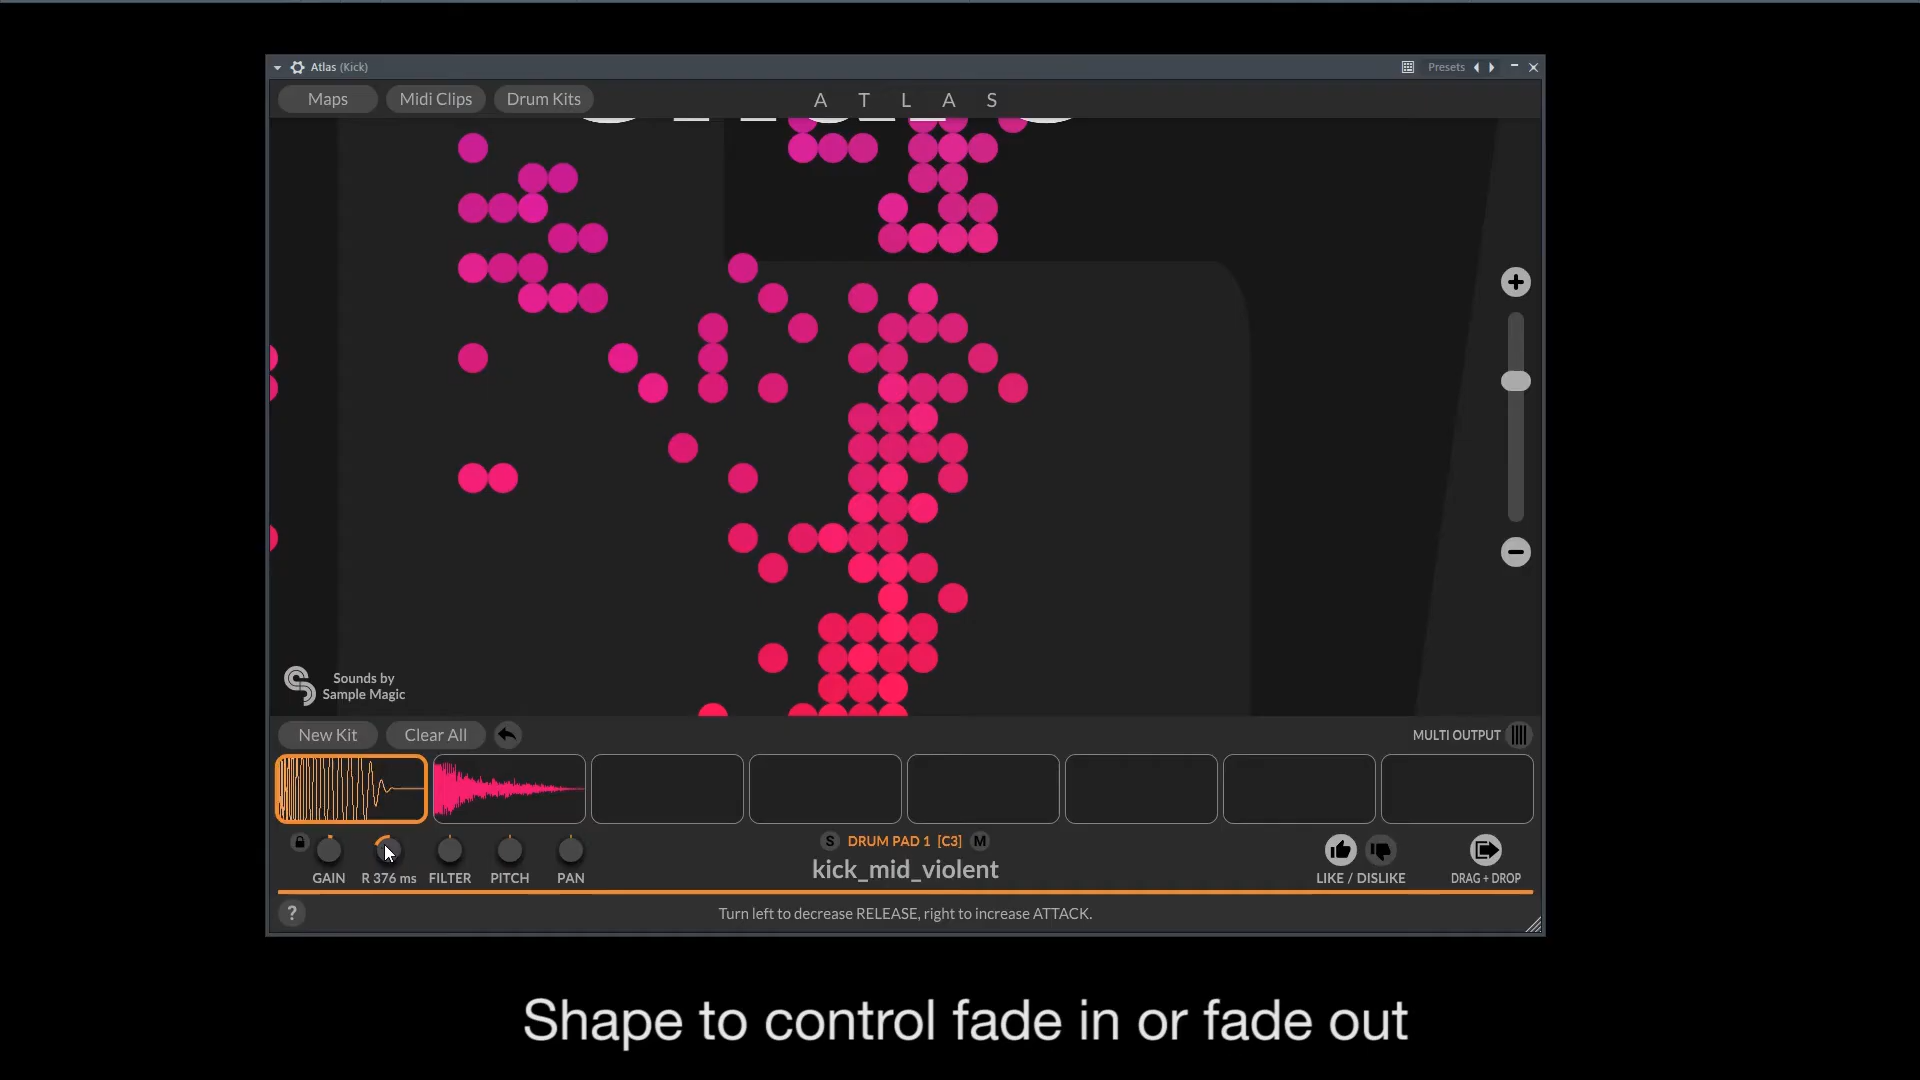 Atlas (Kick)
Presets
Maps
Midi Clips
Drum Kits
A T L A S
Sounds by
Sample Magic
New Kit
Clear All
MULTI OUTPUT
S DRUM PAD 1 [C3] M
kick_mid_violent
GAIN
R 376 ms
FILTER
PITCH
PAN
LIKE / DISLIKE
DRAG + DROP
?
Turn left to decrease RELEASE, right to increase ATTACK.
Shape to control fade in or fade out